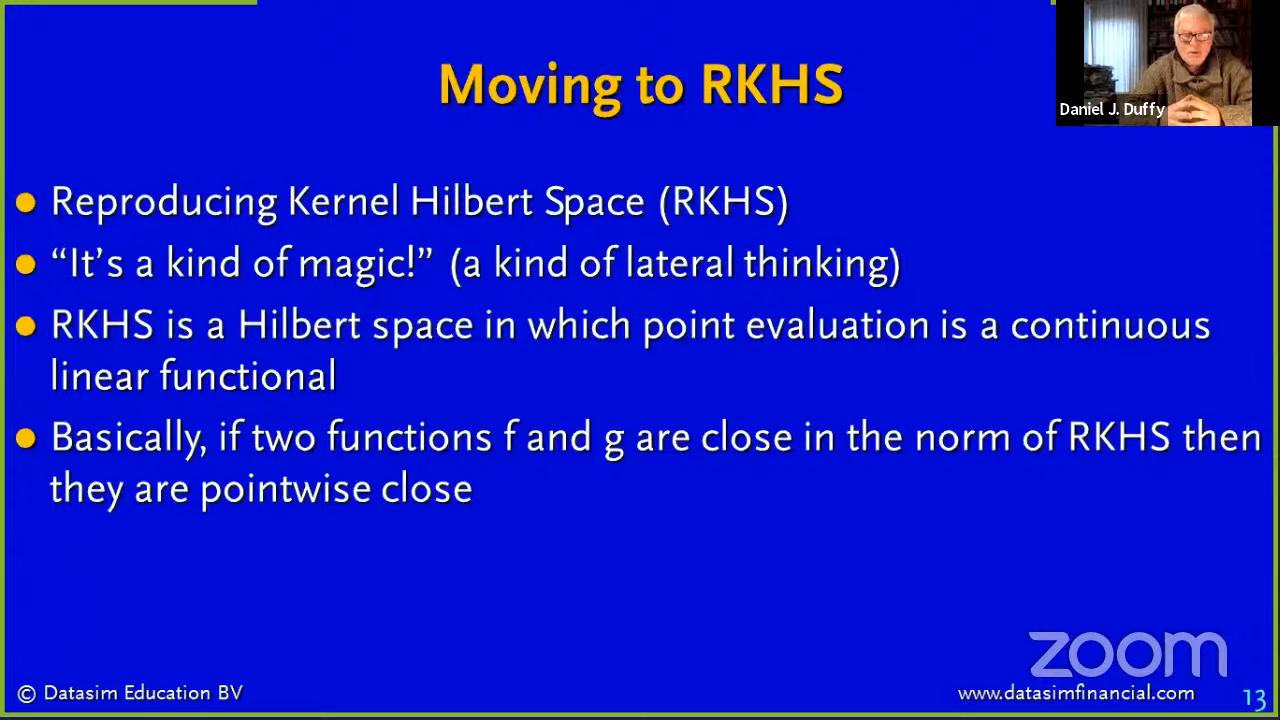 Moving to RKHS
Daniel J. Duffy
Reproducing Kernel Hilbert Space (RKHS)
“It’s a kind of magic!” (a kind of lateral thinking)
RKHS is a Hilbert space in which point evaluation is a continuous
linear functional
Basically, if two functions f and g are close in the norm of RKHS then
they are pointwise close
zoom
© Datasim Education BV
www.datasimfinancial.com
13